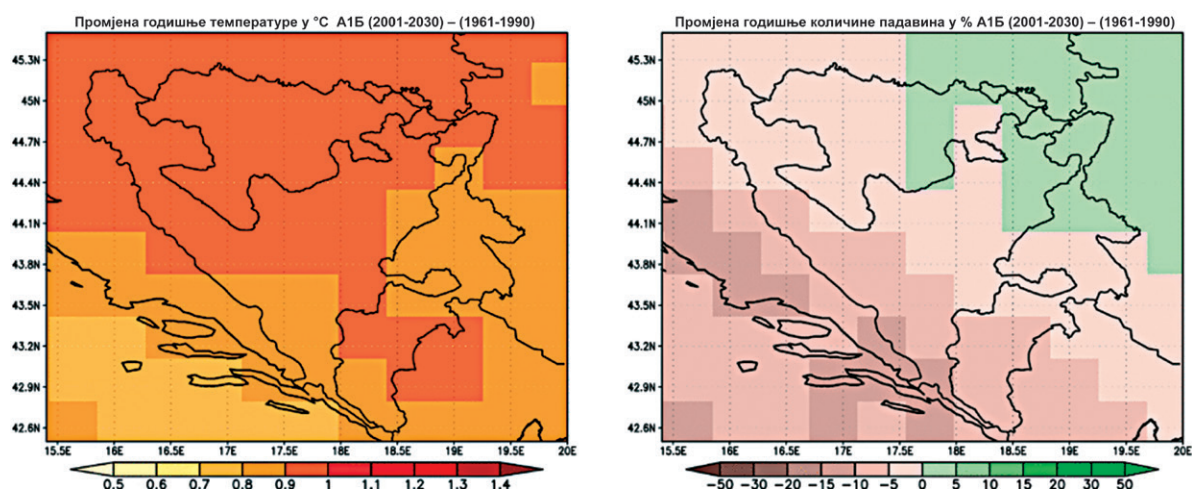 Промјена годишње температуре у °C А1Б (2001-2030) – (1961-1990)
45.3N
45N
44.7N
44.4N
44.1N
43.8N
43.5N
43.2N
42.9N
42.6N
15.5E 16E 16.5E 17E 17.5E 18E 18.5E 19E 19.5E 20E
0.5 0.6 0.7 0.8 0.9 1 1.1 1.2 1.3 1.4
Промјена годишње количине падавина у % А1Б (2001-2030) – (1961-1990)
45.3N
45N
44.7N
44.4N
44.1N
43.8N
43.5N
43.2N
42.9N
42.6N
15.5E 16E 16.5E 17E 17.5E 18E 18.5E 19E 19.5E 20E
−50 −30 −20 −15 −10 −5 0 5 10 15 20 30 50